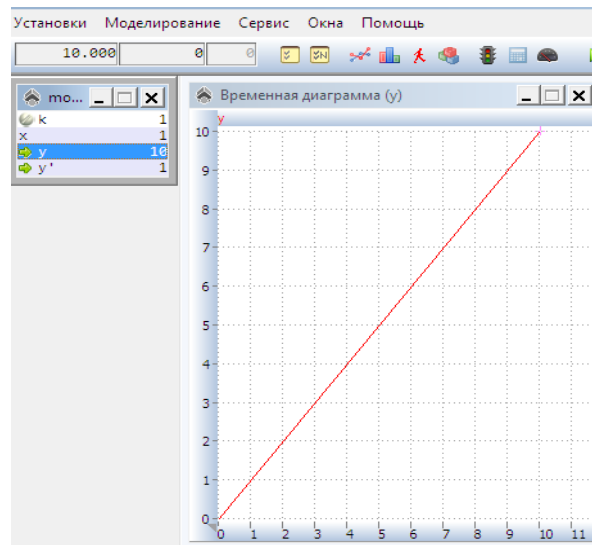 Установки Моделирование Сервис Окна Помощь
10.000 0 0
mo... Временная диаграмма (y)
k 1
x 1
y 10
y' 1
y
10
9
8
7
6
5
4
3
2
1
0
0 1 2 3 4 5 6 7 8 9 10 11